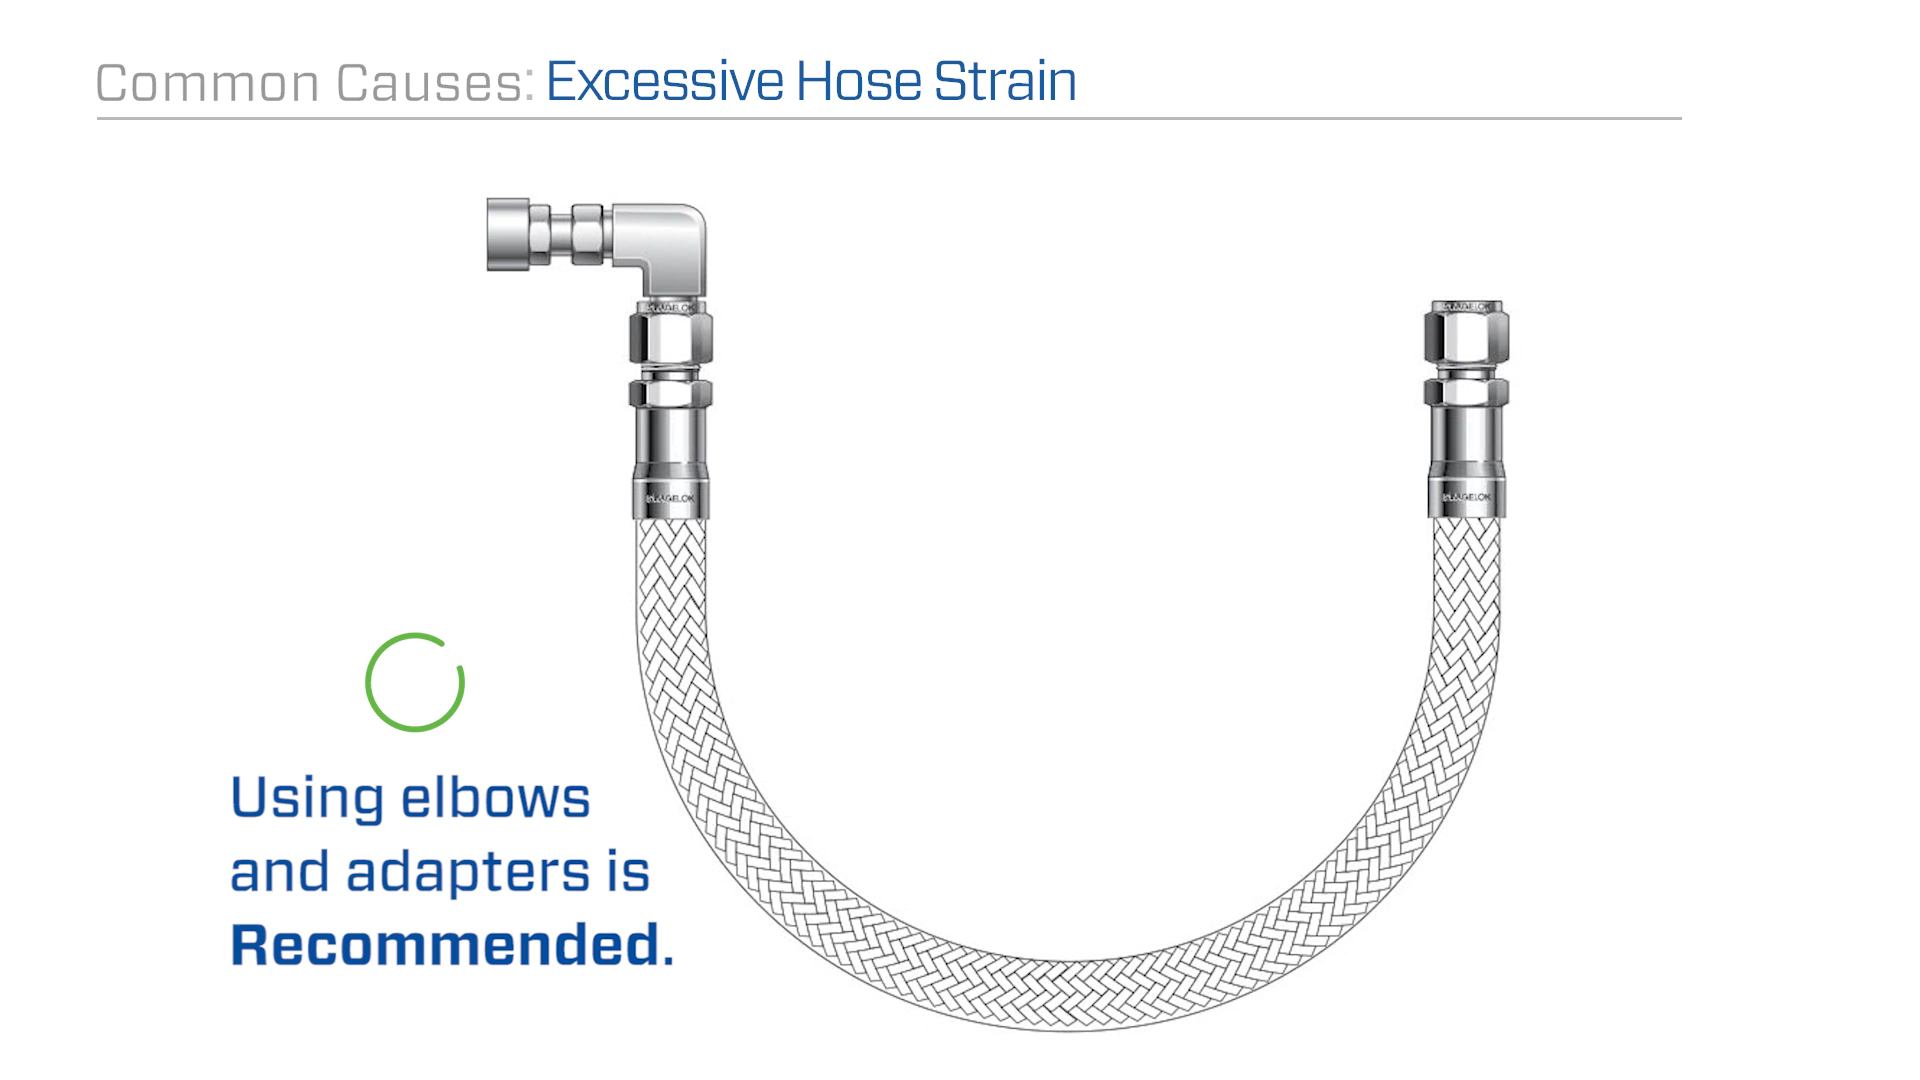 Common Causes: Excessive Hose Strain
Using elbows
and adapters is
Recommended.